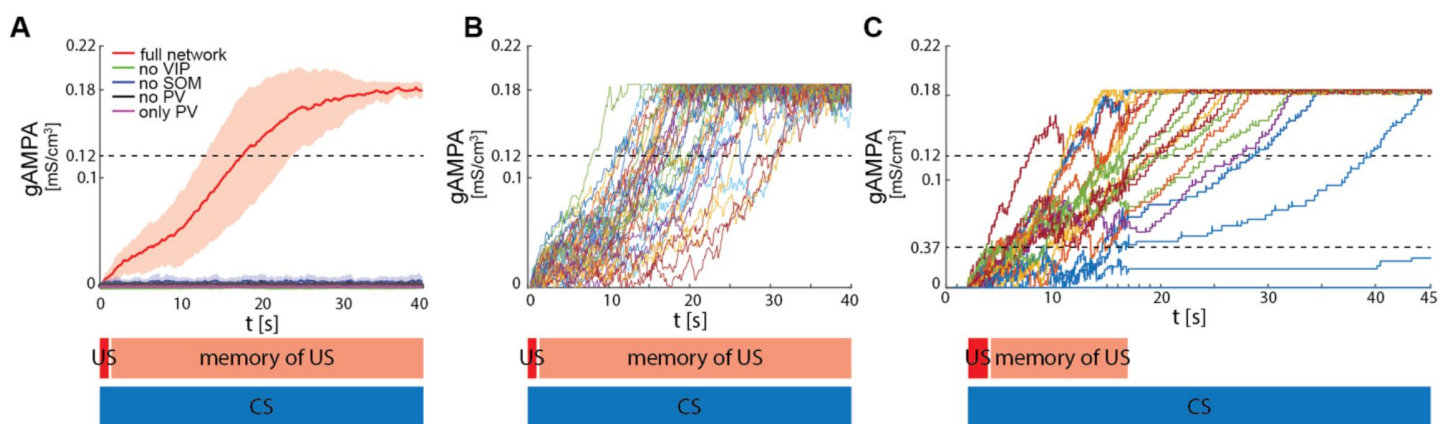 A
gAMPA
[mS/cm³]
0.22
0.18
0.12
0.1
0
full network
no VIP
no SOM
no PV
only PV
0
10
20
30
40
t [s]
US
memory of US
CS
B
gAMPA
[mS/cm³]
0.22
0.18
0.12
0.1
0
0
10
20
30
40
t [s]
US
memory of US
CS
C
gAMPA
[mS/cm³]
0.22
0.18
0.12
0.1
0.37
0
10
20
30
40
45
t [s]
US
memory of US
CS